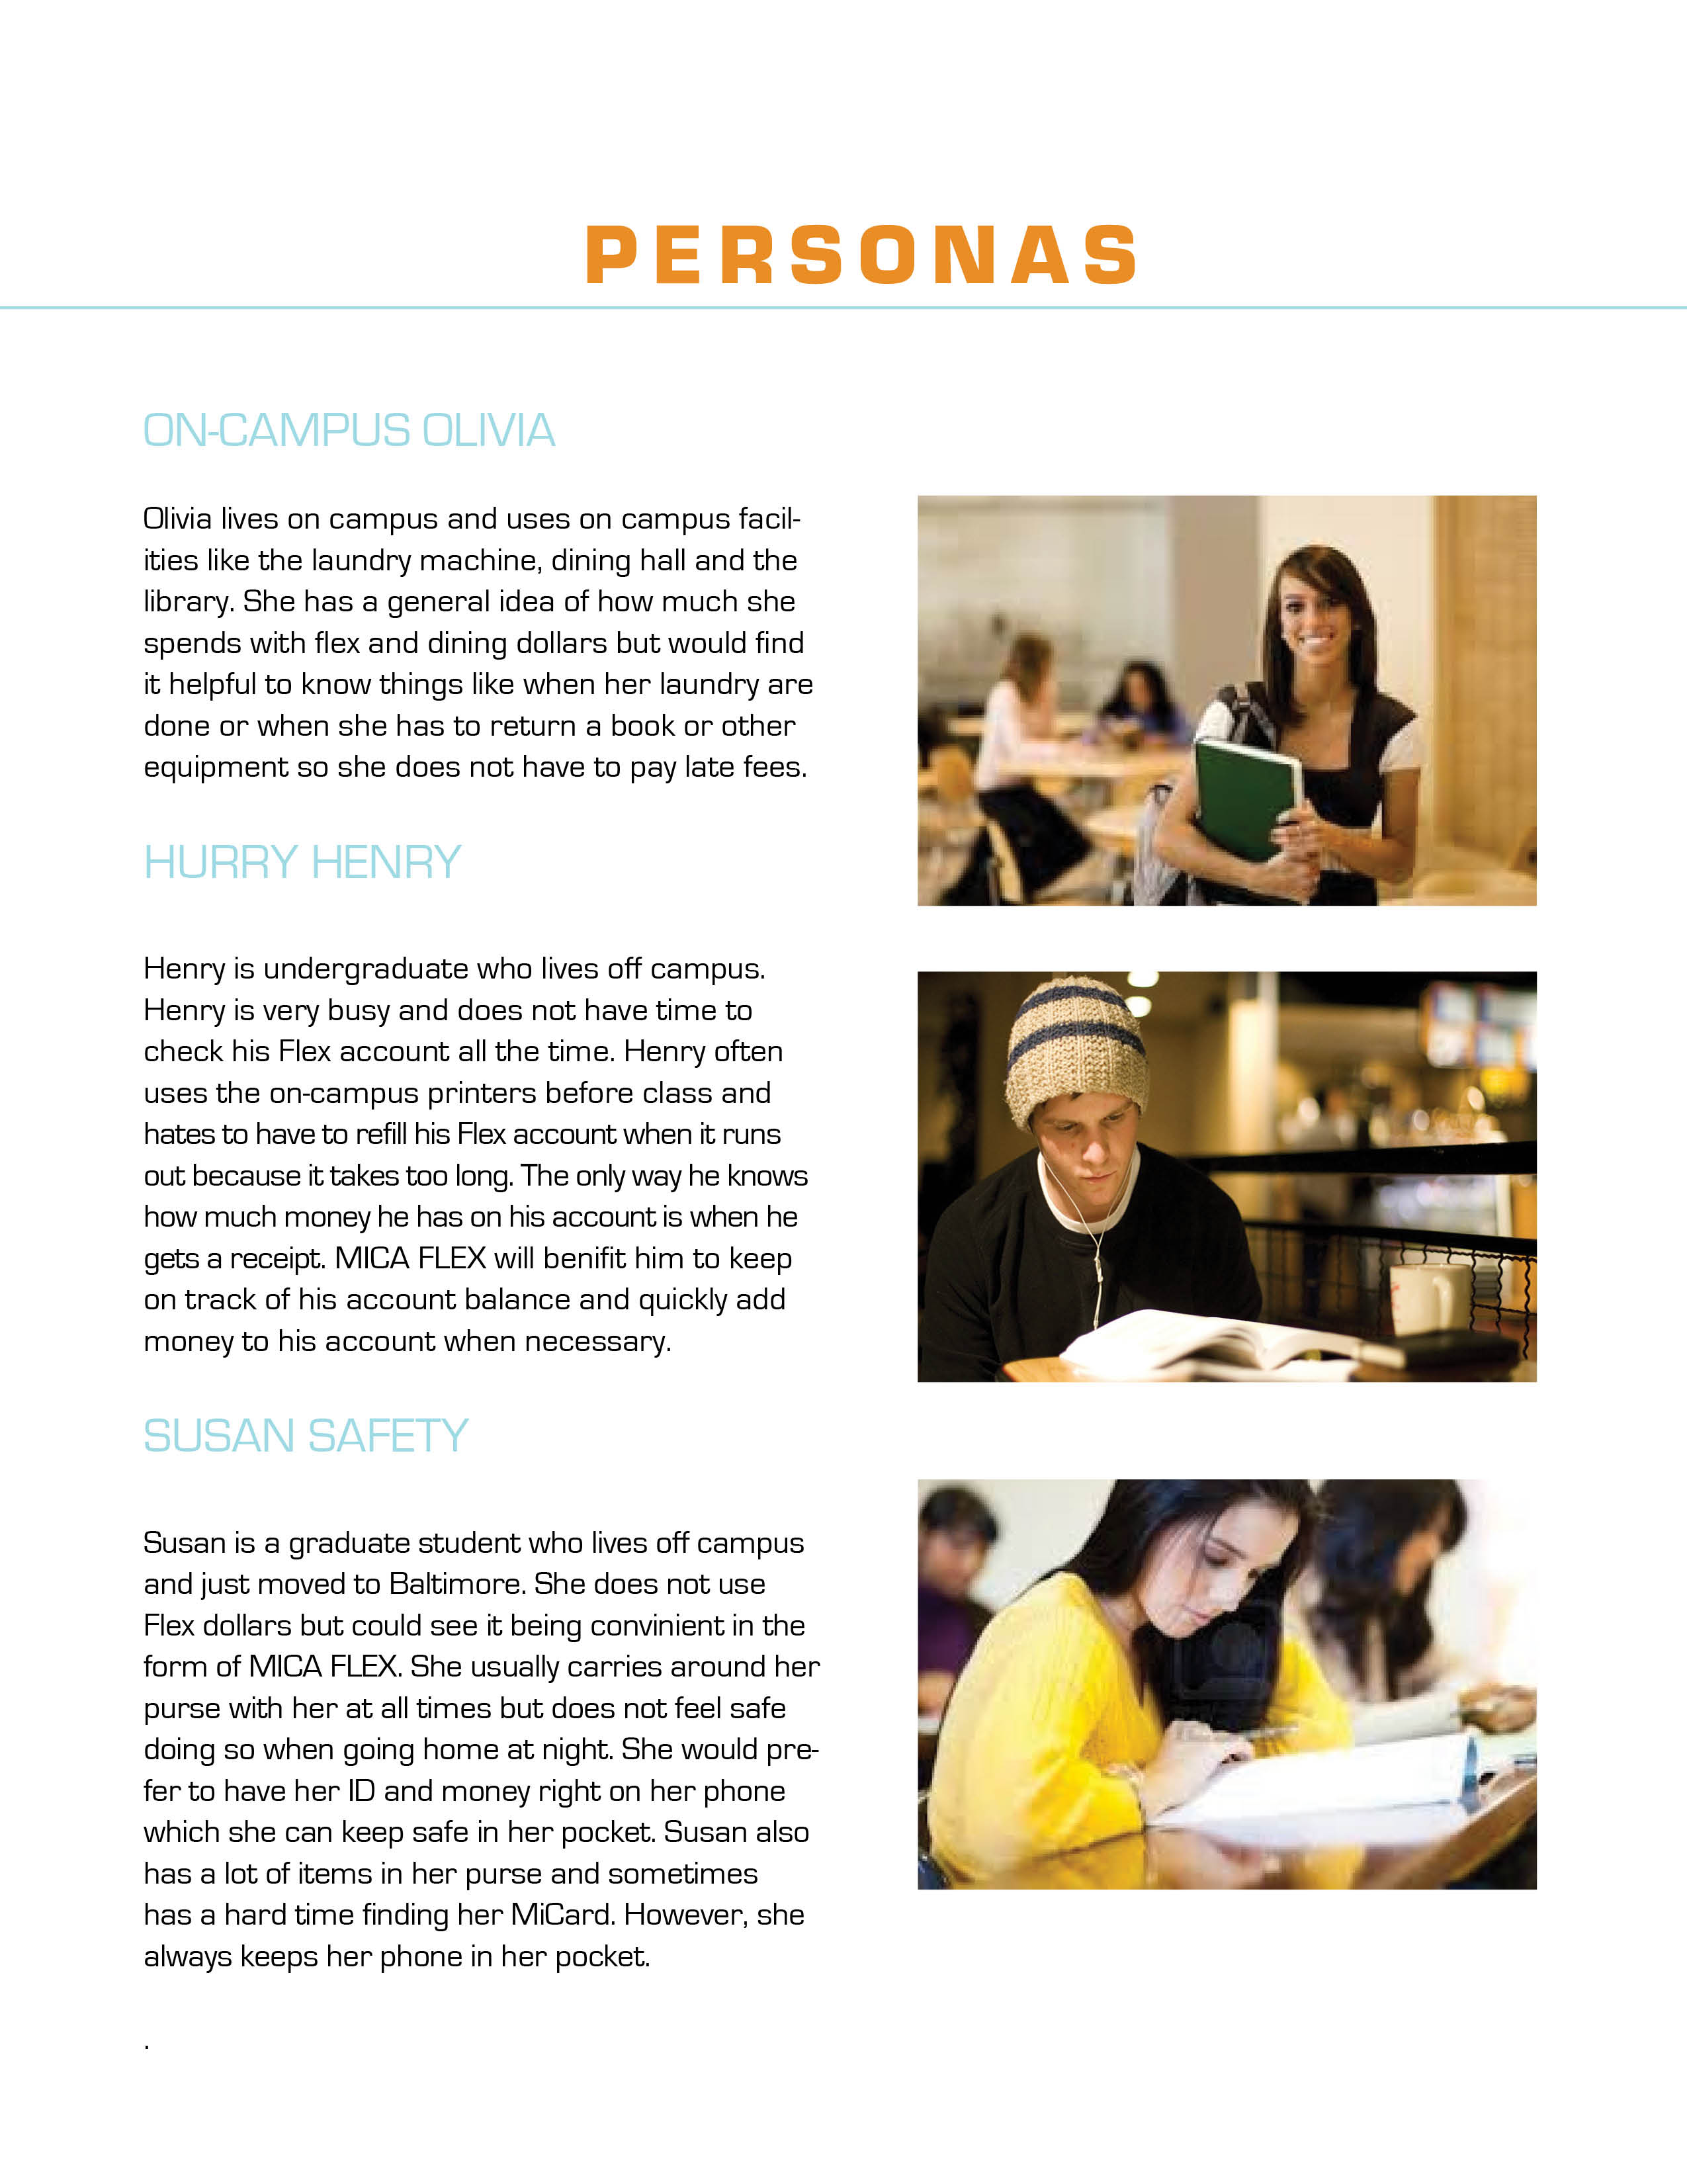 PERSONAS
ON-CAMPUS OLIVIA
Olivia lives on campus and uses on campus facil-
ities like the laundry machine, dining hall and the
library. She has a general idea of how much she
spends with flex and dining dollars but would find
it helpful to know things like when her laundry are
done or when she has to return a book or other
equipment so she does not have to pay late fees.
HURRY HENRY
Henry is undergraduate who lives off campus.
Henry is very busy and does not have time to
check his Flex account all the time. Henry often
uses the on-campus printers before class and
hates to have to refill his Flex account when it runs
out because it takes too long. The only way he knows
how much money he has on his account is when he
gets a receipt. MICA FLEX will benifit him to keep
on track of his account balance and quickly add
money to his account when necessary.
SUSAN SAFETY
Susan is a graduate student who lives off campus
and just moved to Baltimore. She does not use
Flex dollars but could see it being convinient in the
form of MICA FLEX. She usually carries around her
purse with her at all times but does not feel safe
doing so when going home at night. She would pre-
fer to have her ID and money right on her phone
which she can keep safe in her pocket. Susan also
has a lot of items in her purse and sometimes
has a hard time finding her MiCard. However, she
always keeps her phone in her pocket.
.